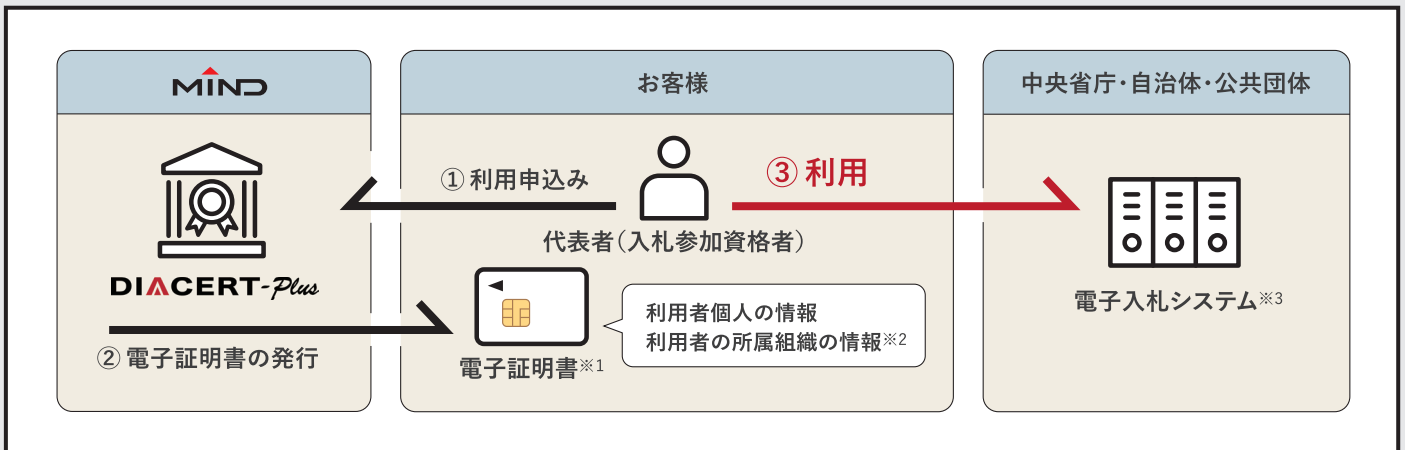 MIND
DIACERT-Plus
② 電子証明書の発行
お客様
① 利用申込み
③ 利用
代表者(入札参加資格者)
電子証明書※1
利用者個人の情報
利用者の所属組織の情報※2
中央省庁・自治体・公共団体
電子入札システム※3